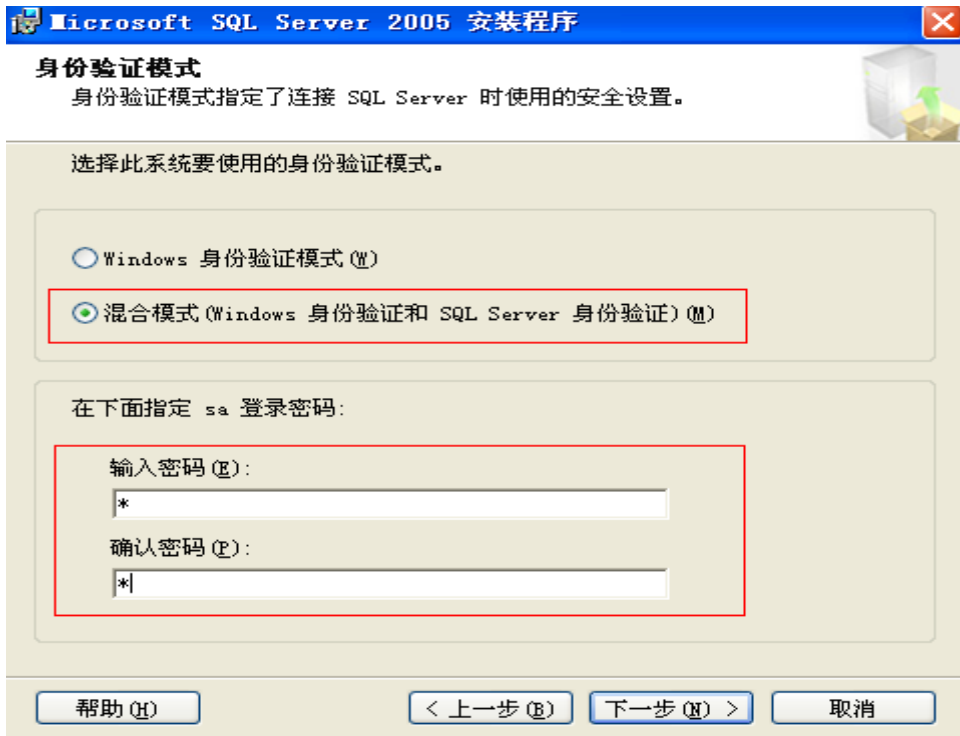 Microsoft SQL Server 2005 安装程序
身份验证模式
身份验证模式指定了连接 SQL Server 时使用的安全设置。
选择此系统要使用的身份验证模式。
Windows 身份验证模式(W)
混合模式(Windows 身份验证和 SQL Server 身份验证)(M)
在下面指定 sa 登录密码:
输入密码(E):
*
确认密码(P):
*
帮助(H)
< 上一步(B)
下一步(N) >
取消